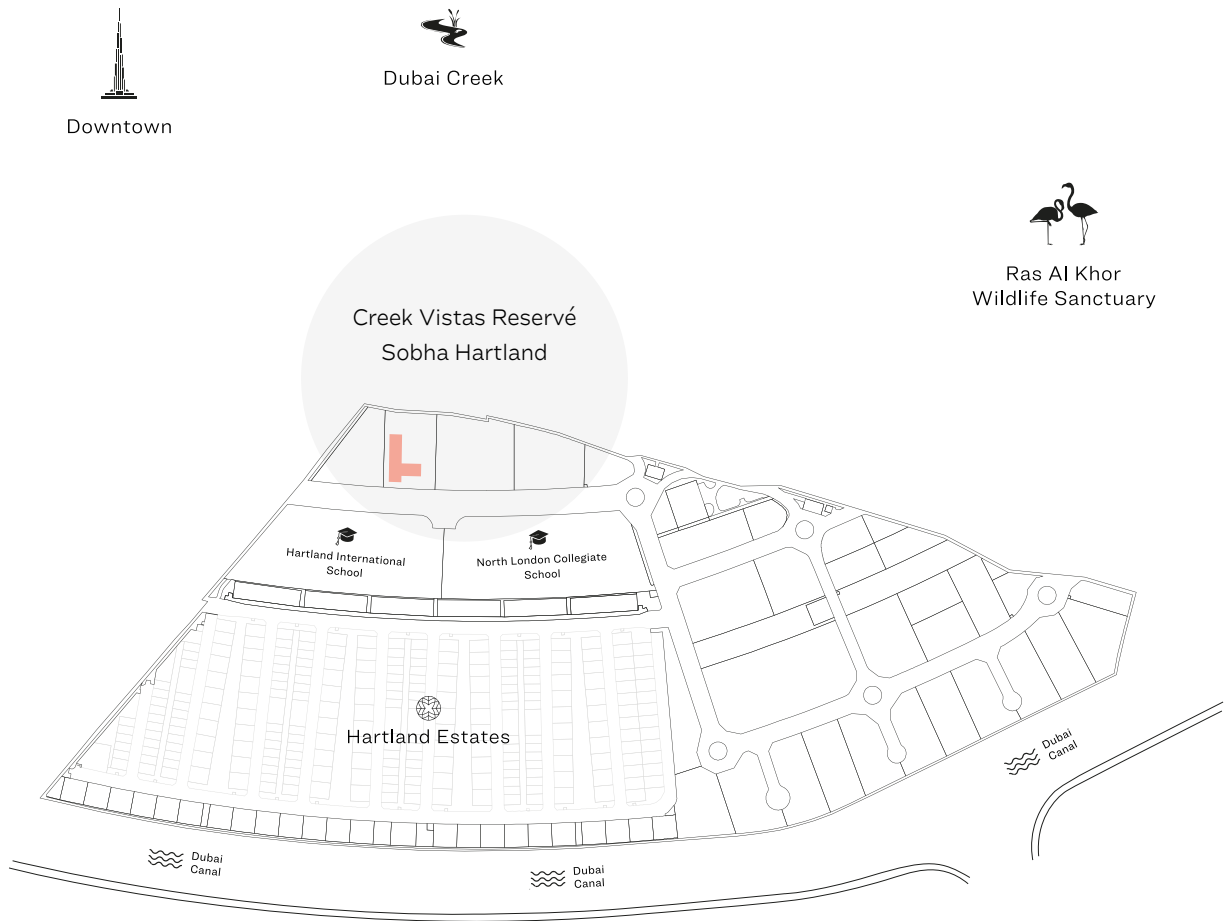 Dubai Creek
Downtown
Ras Al Khor
Wildlife Sanctuary
Creek Vistas Reservé
Sobha Hartland
Hartland International
School
North London Collegiate
School
Hartland Estates
Dubai
Canal
Dubai
Canal
Dubai
Canal